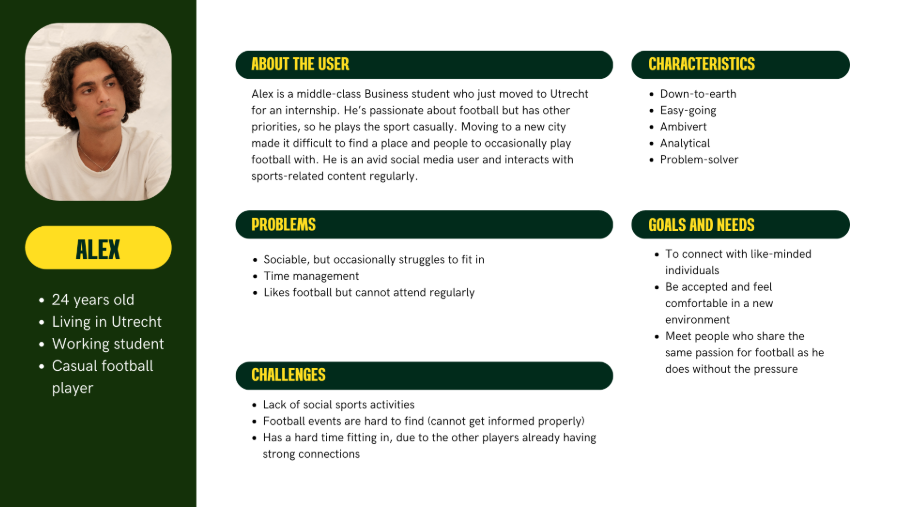 ALEX
24 years old
Living in Utrecht
Working student
Casual football
player
ABOUT THE USER
Alex is a middle-class Business student who just moved to Utrecht
for an internship. He's passionate about football but has other
priorities, so he plays the sport casually. Moving to a new city
made it difficult to find a place and people to occasionally play
football with. He is an avid social media user and interacts with
sports-related content regularly.
CHARACTERISTICS
Down-to-earth
Easy-going
Ambivert
Analytical
Problem-solver
PROBLEMS
Sociable, but occasionally struggles to fit in
Time management
Likes football but cannot attend regularly
GOALS AND NEEDS
To connect with like-minded
individuals
Be accepted and feel
comfortable in a new
environment
Meet people who share the
same passion for football as he
does without the pressure
CHALLENGES
Lack of social sports activities
Football events are hard to find (cannot get informed properly)
Has a hard time fitting in, due to the other players already having
strong connections